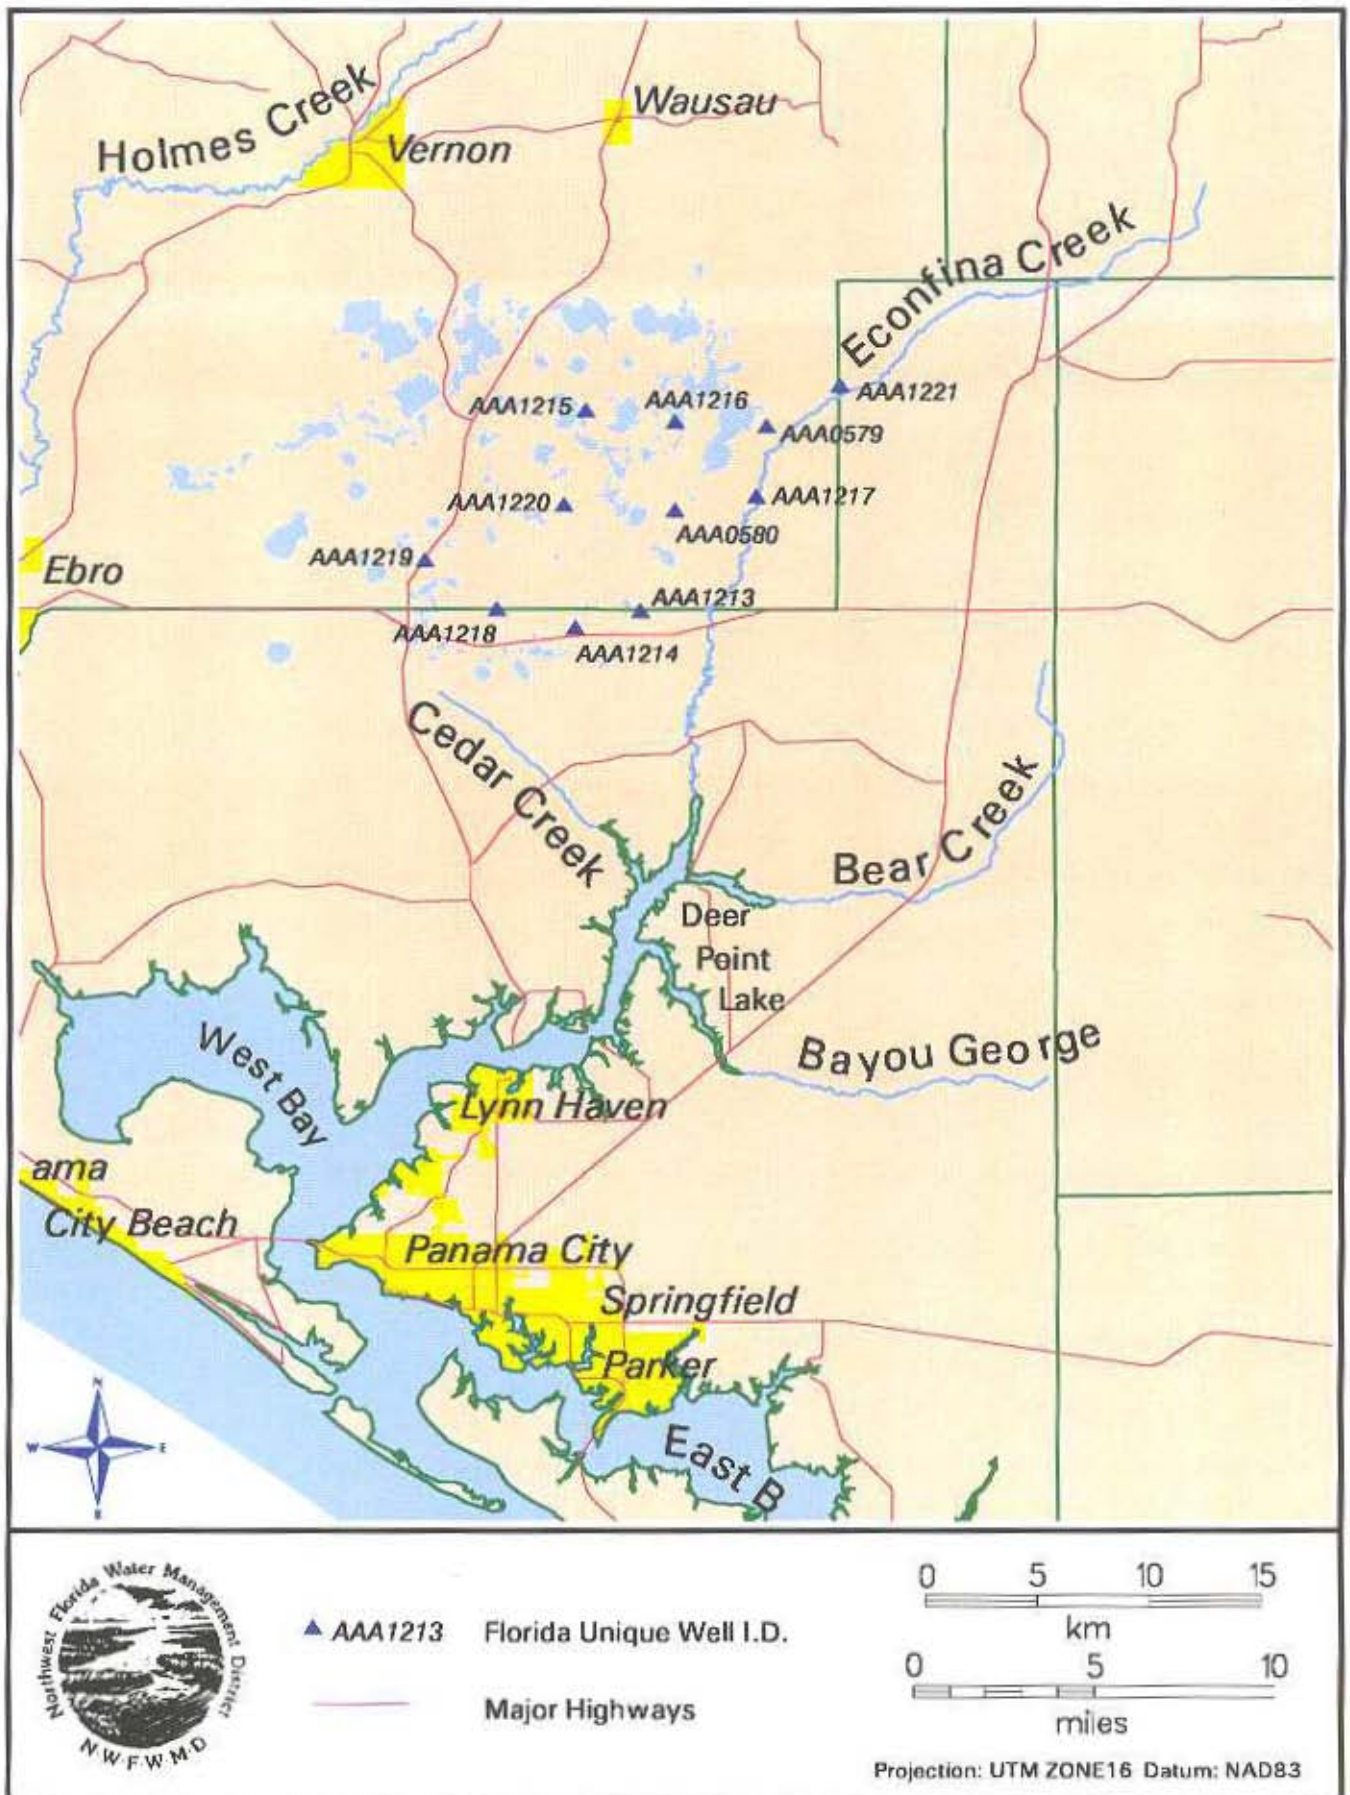 Holmes Creek
Wausau
Vernon
Econfina Creek
AAA1221
AAA1215
AAA1216
AAA0579
AAA1220
AAA1217
AAA0580
AAA1219
Ebro
AAA1213
AAA1218
AAA1214
Cedar Creek
Bear Creek
Deer
Point
Lake
Bayou George
West Bay
Lynn Haven
ama
City Beach
Panama City
Springfield
Parker
East B
N
W
E
S
Northwest Florida Water Management District
N·W·F·W·M·D
AAA1213 Florida Unique Well I.D.
Major Highways
0 5 10 15
km
0 5 10
miles
Projection: UTM ZONE16 Datum: NAD83